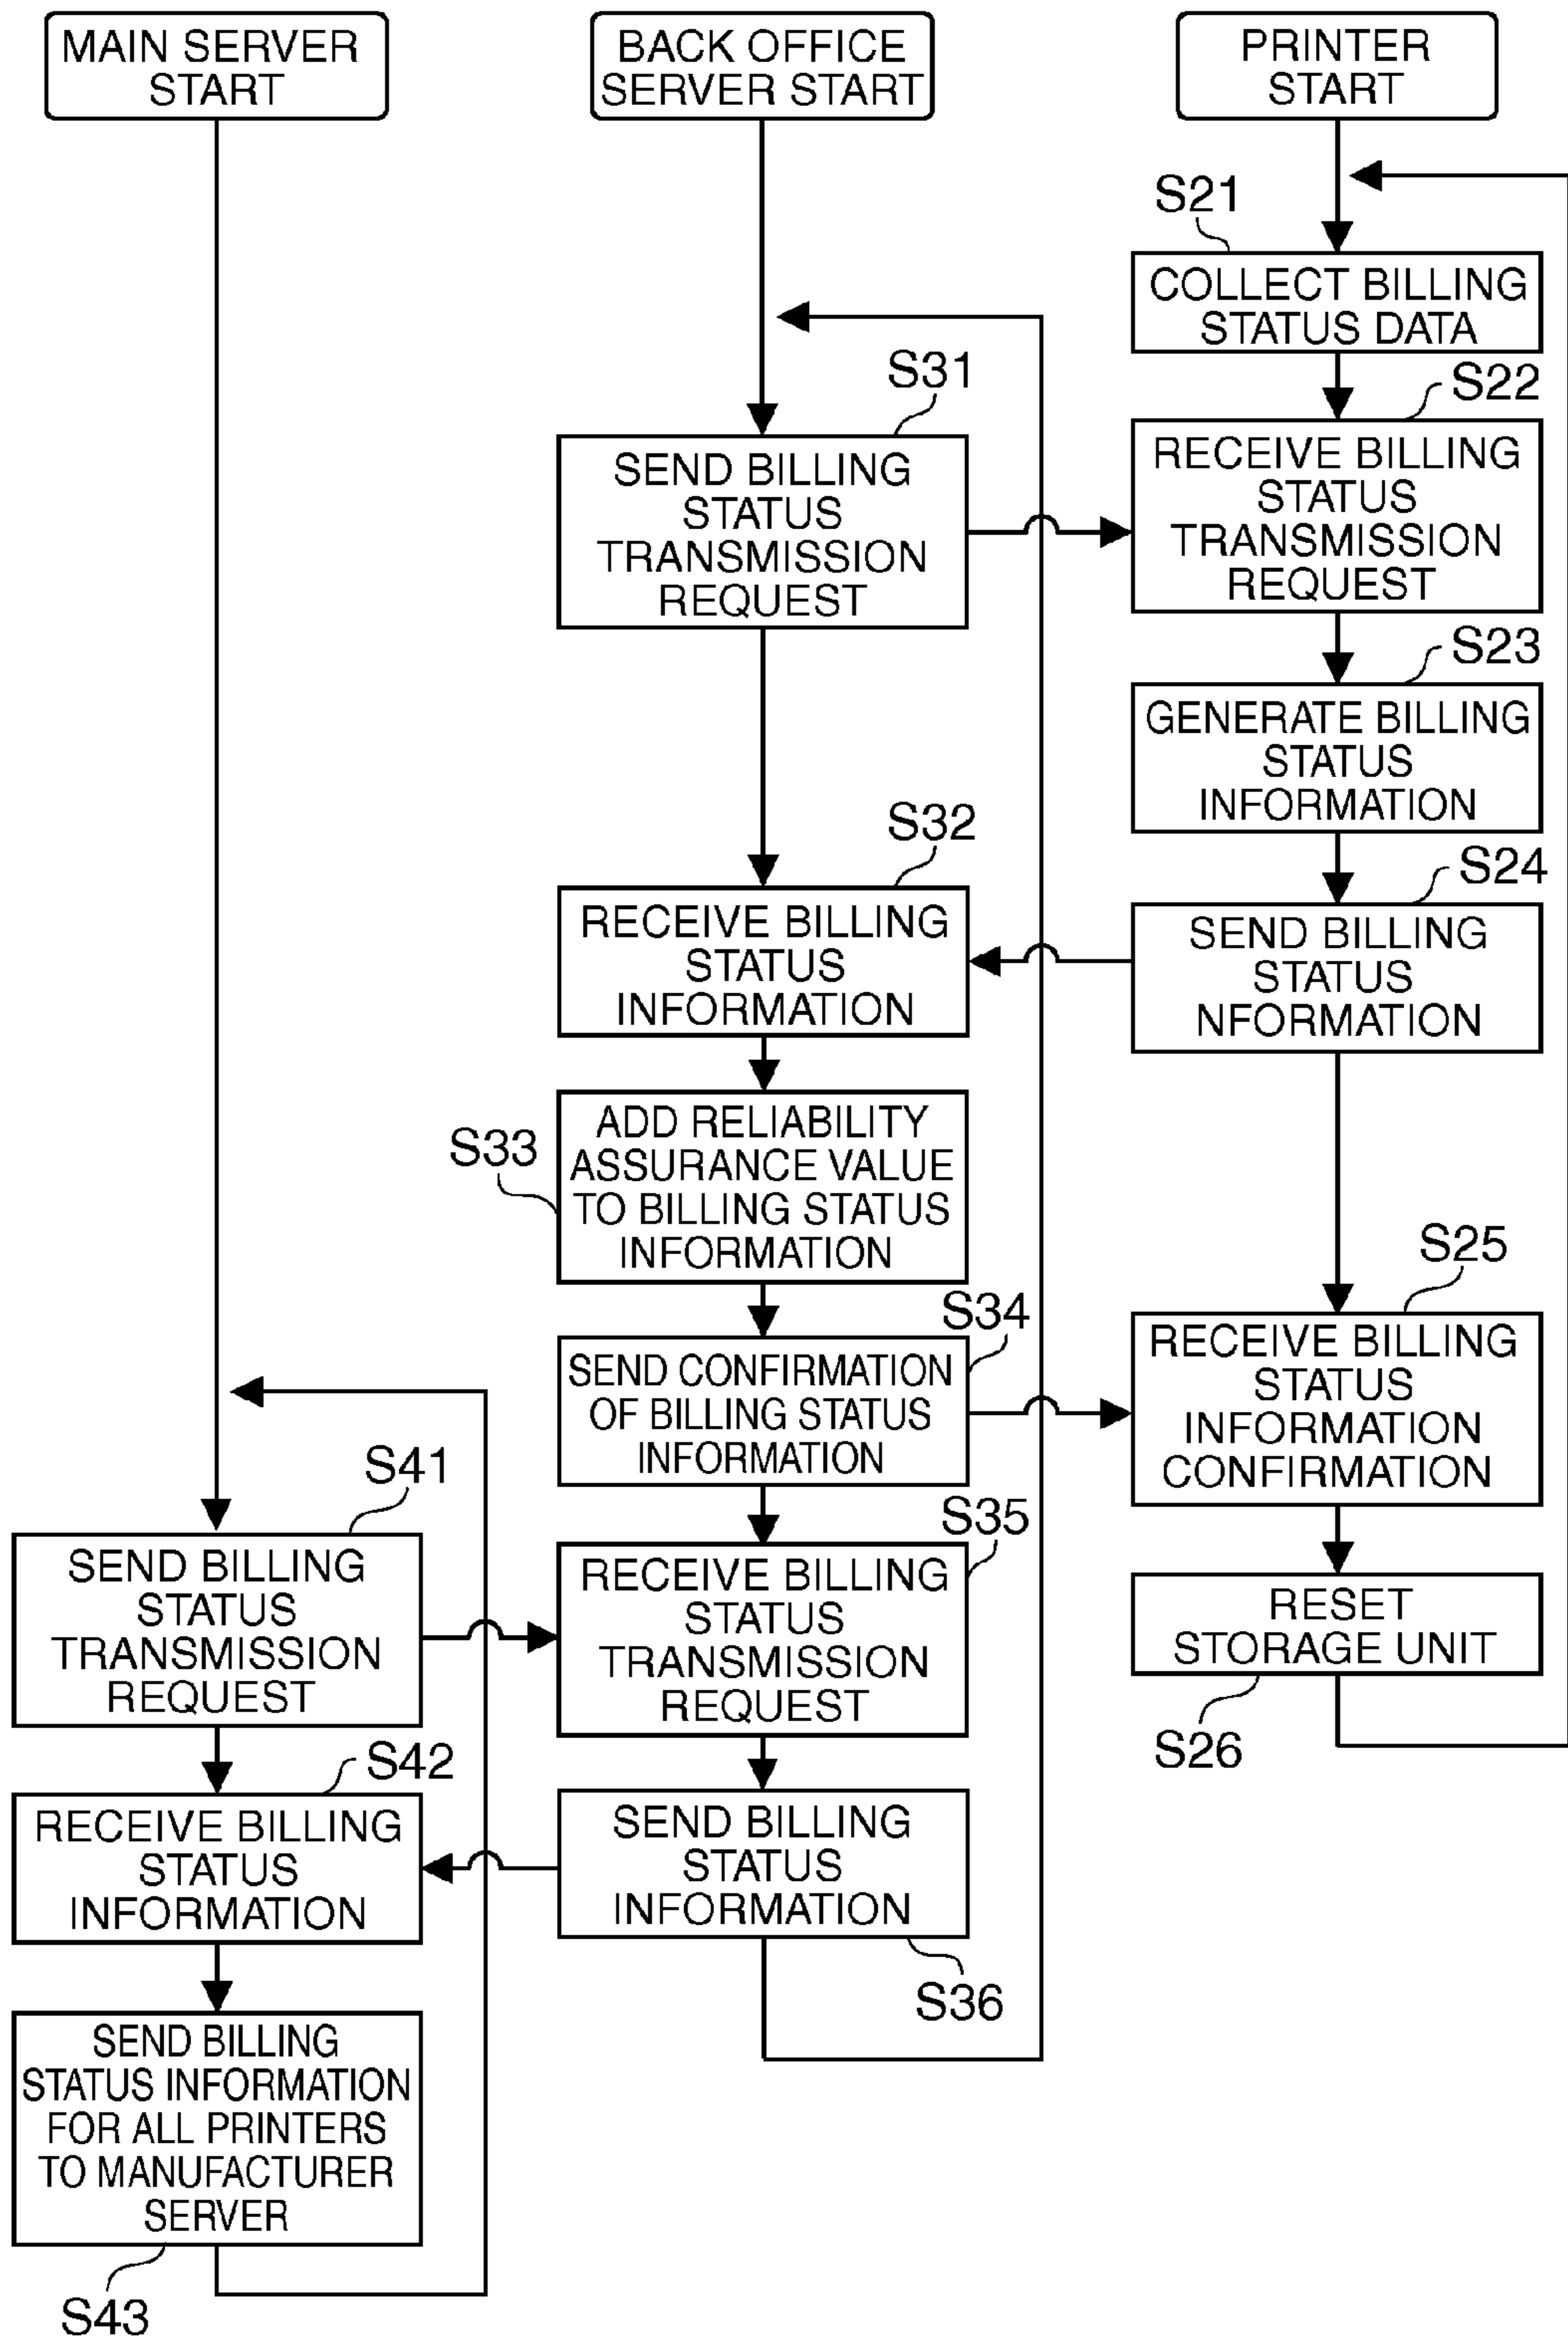 MAIN SERVER
START
BACK OFFICE
SERVER START
PRINTER
START
S21
COLLECT BILLING
STATUS DATA
S22
RECEIVE BILLING
STATUS
TRANSMISSION
REQUEST
S31
SEND BILLING
STATUS
TRANSMISSION
REQUEST
S23
GENERATE BILLING
STATUS
INFORMATION
S24
SEND BILLING
STATUS
NFORMATION
S32
RECEIVE BILLING
STATUS
INFORMATION
S33
ADD RELIABILITY
ASSURANCE VALUE
TO BILLING STATUS
INFORMATION
S34
SEND CONFIRMATION
OF BILLING STATUS
INFORMATION
S25
RECEIVE BILLING
STATUS
INFORMATION
CONFIRMATION
S26
RESET
STORAGE UNIT
S35
RECEIVE BILLING
STATUS
TRANSMISSION
REQUEST
S41
SEND BILLING
STATUS
TRANSMISSION
REQUEST
S42
RECEIVE BILLING
STATUS
INFORMATION
SEND BILLING
STATUS
INFORMATION
S36
SEND BILLING
STATUS INFORMATION
FOR ALL PRINTERS
TO MANUFACTURER
SERVER
S43